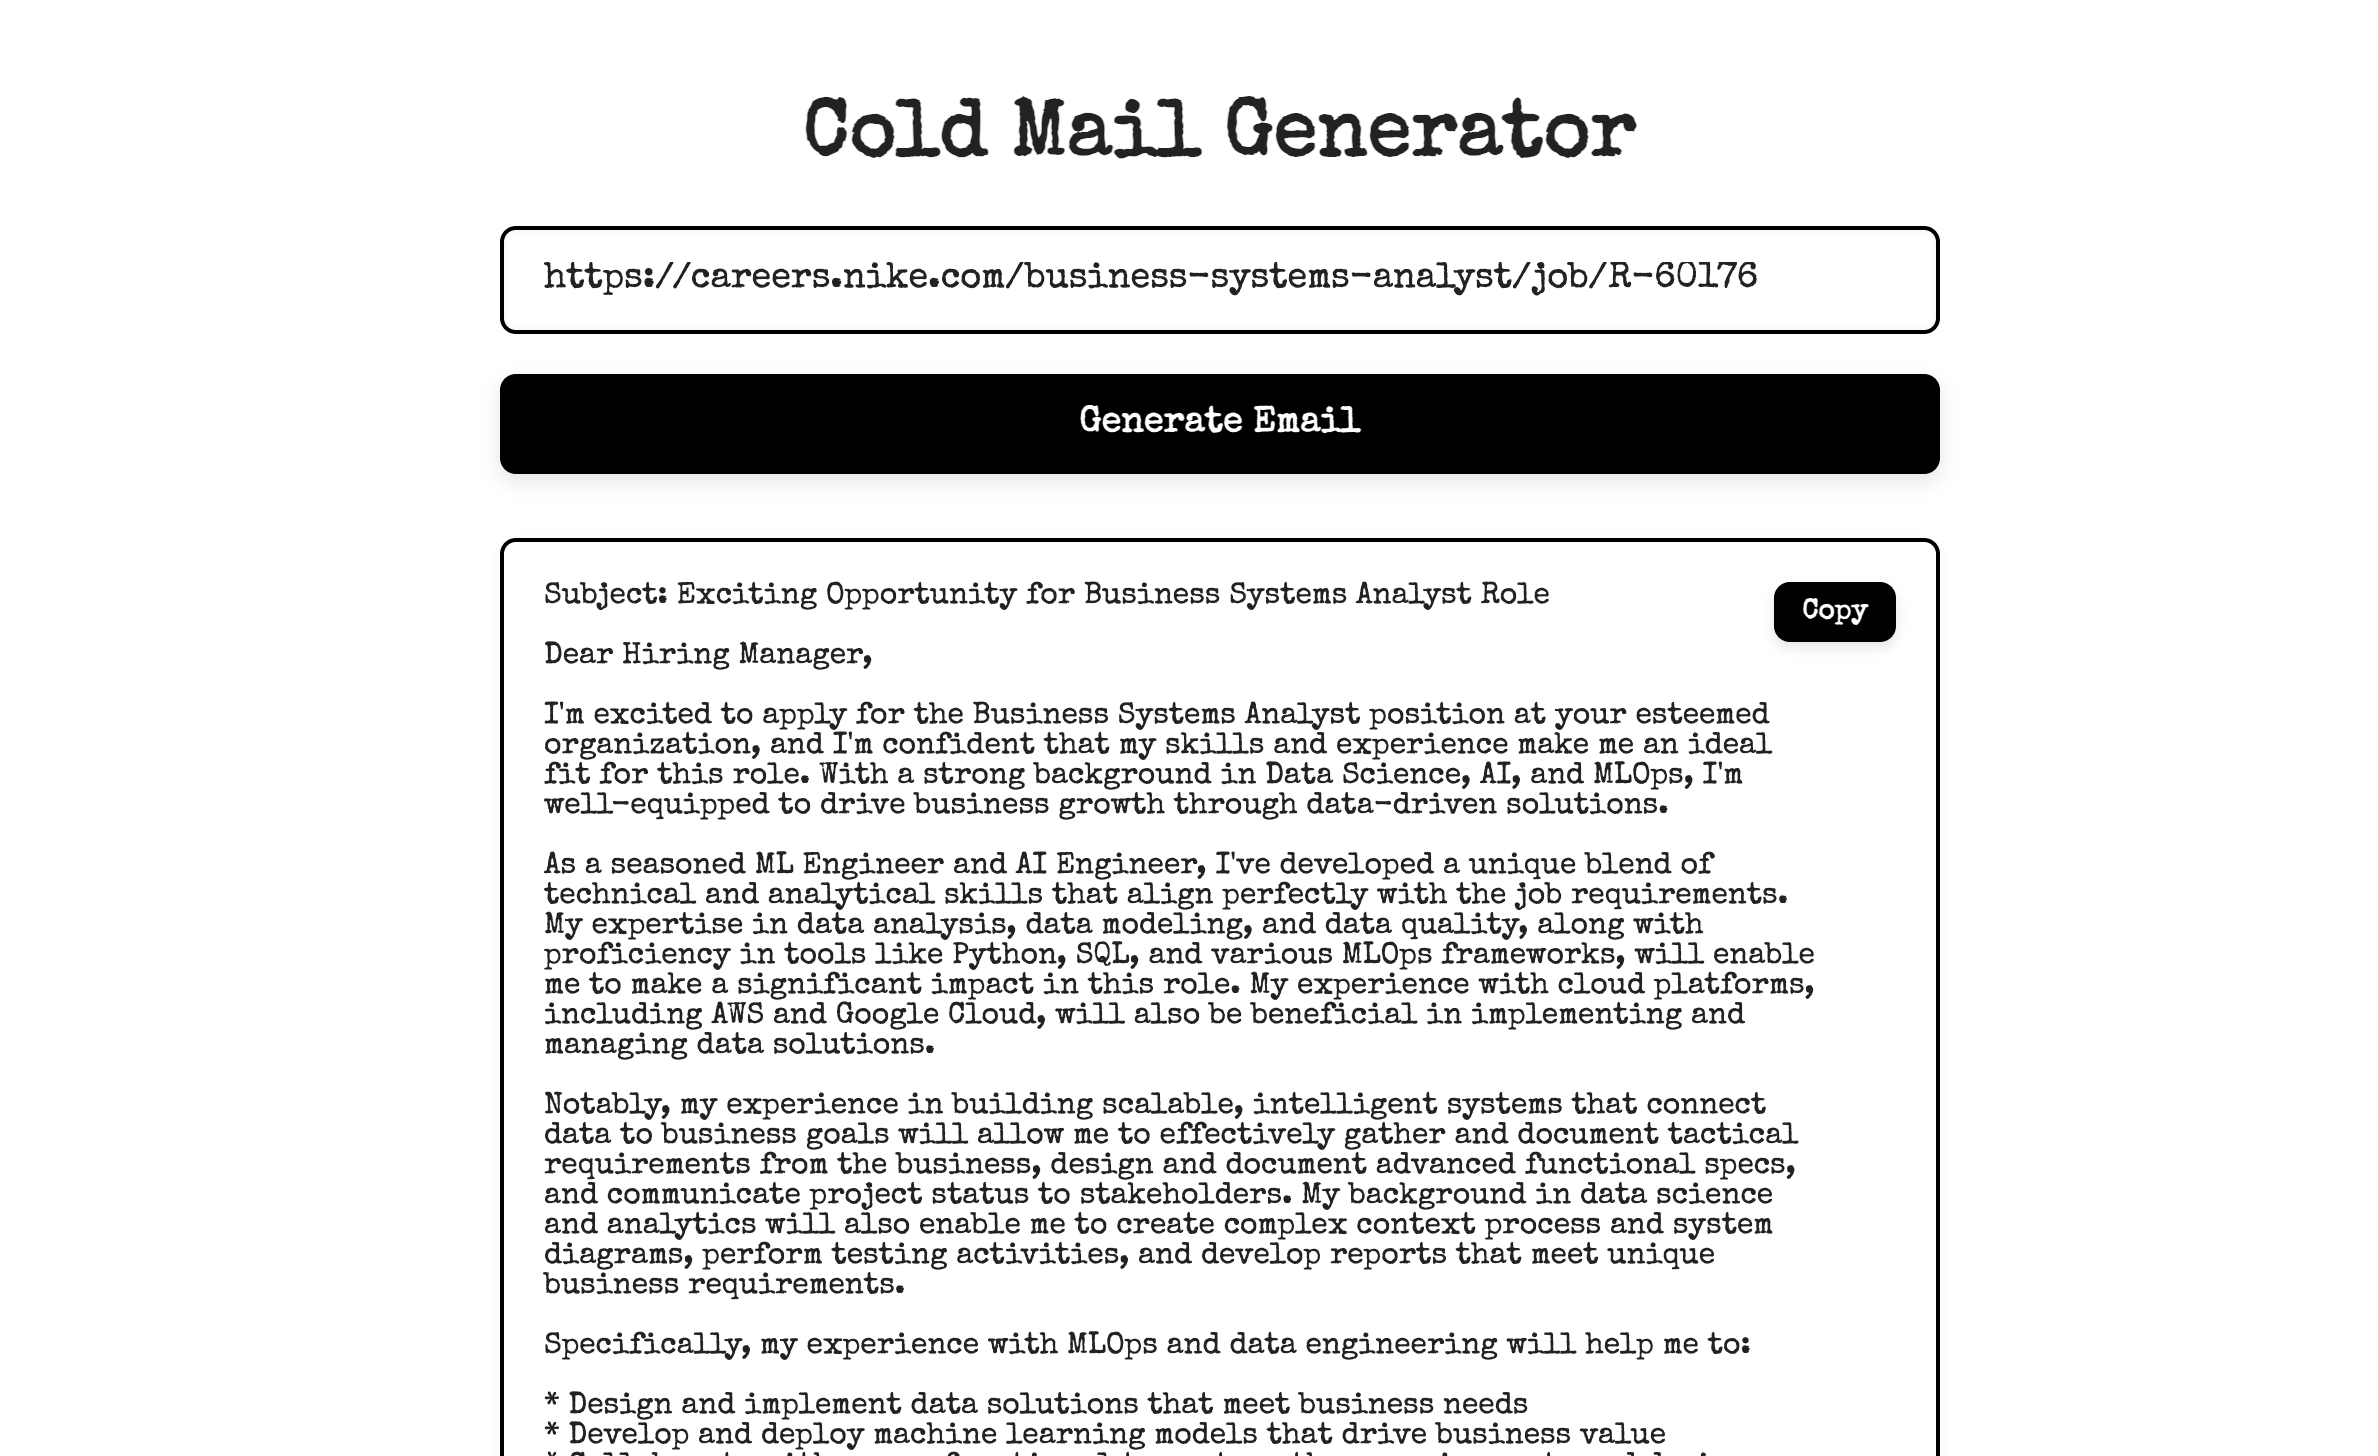 Cold Mail Generator
https://careers.nike.com/business-systems-analyst/job/R-60176
Generate Email
Subject: Exciting Opportunity for Business Systems Analyst Role
Copy
Dear Hiring Manager,
I'm excited to apply for the Business Systems Analyst position at your esteemed
organization, and I'm confident that my skills and experience make me an ideal
fit for this role. With a strong background in Data Science, AI, and MLOps, I'm
well-equipped to drive business growth through data-driven solutions.
As a seasoned ML Engineer and AI Engineer, I've developed a unique blend of
technical and analytical skills that align perfectly with the job requirements.
My expertise in data analysis, data modeling, and data quality, along with
proficiency in tools like Python, SQL, and various MLOps frameworks, will enable
me to make a significant impact in this role. My experience with cloud platforms,
including AWS and Google Cloud, will also be beneficial in implementing and
managing data solutions.
Notably, my experience in building scalable, intelligent systems that connect
data to business goals will allow me to effectively gather and document tactical
requirements from the business, design and document advanced functional specs,
and communicate project status to stakeholders. My background in data science
and analytics will also enable me to create complex context process and system
diagrams, perform testing activities, and develop reports that meet unique
business requirements.
Specifically, my experience with MLOps and data engineering will help me to:
* Design and implement data solutions that meet business needs
* Develop and deploy machine learning models that drive business value